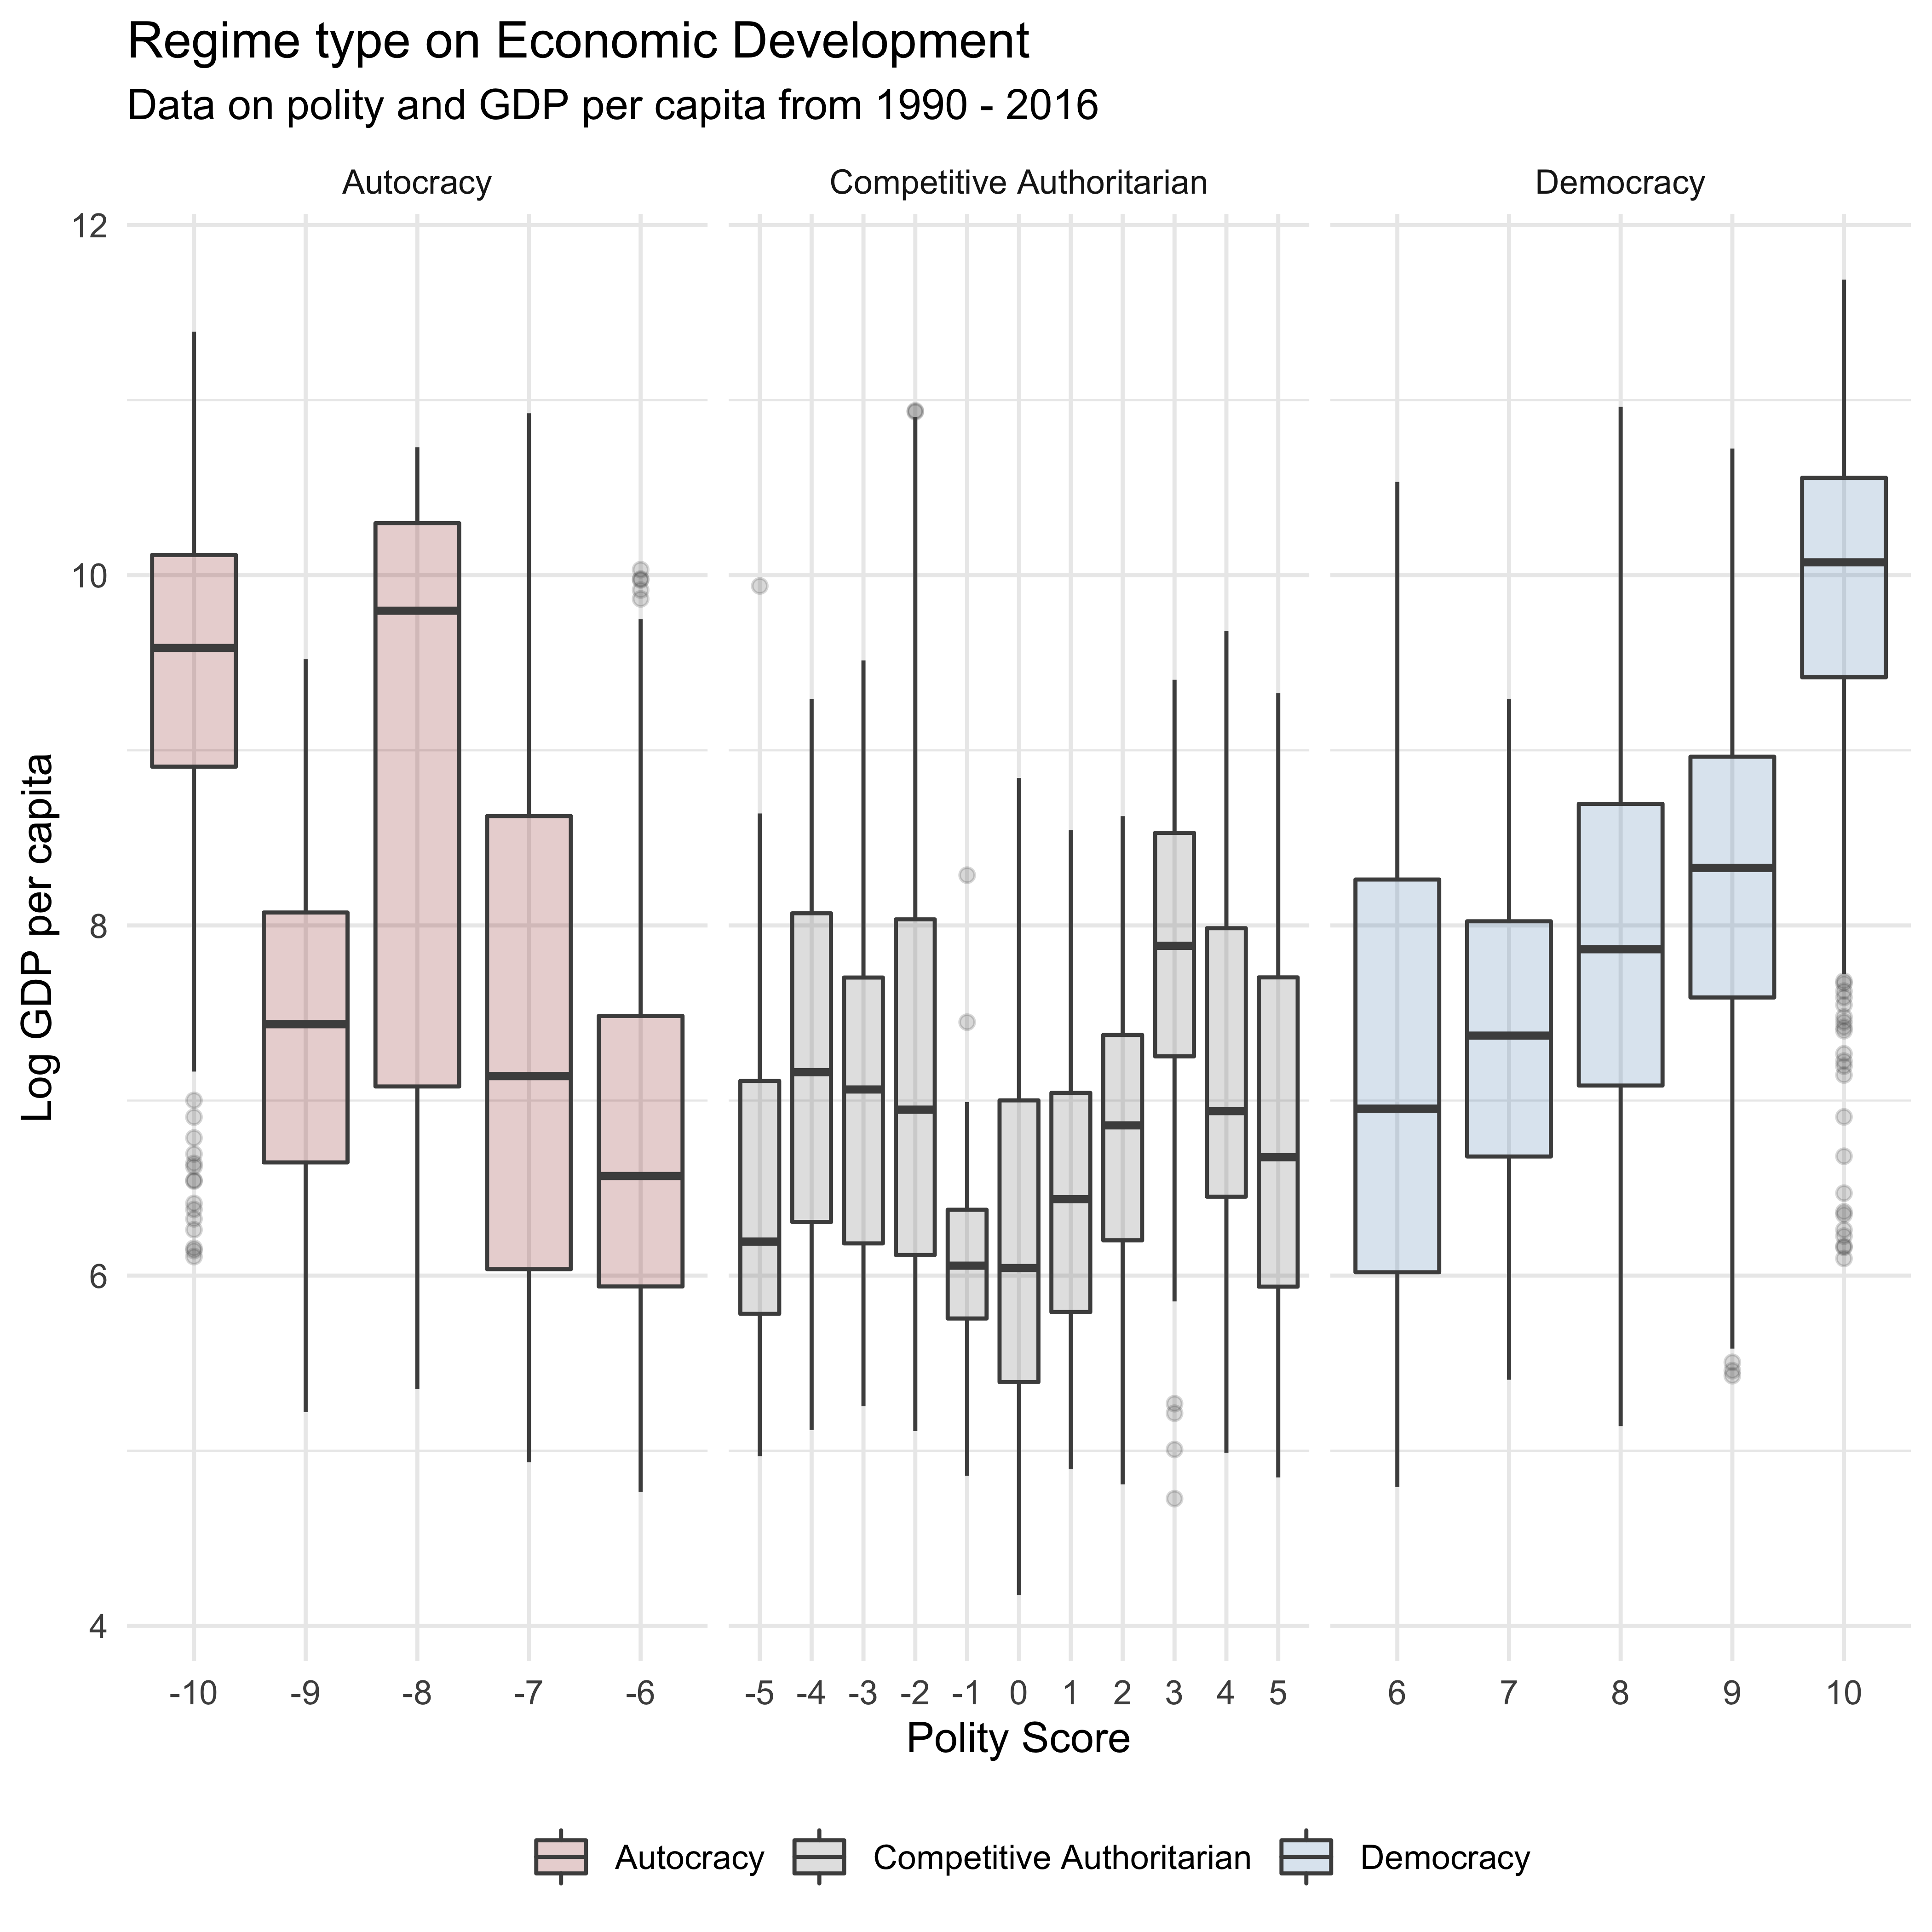 Regime type on Economic Development
Data on polity and GDP per capita from 1990 - 2016
Autocracy
Competitive Authoritarian
Democracy
12
10
8
6
4
Log GDP per capita
-10 -9 -8 -7 -6 -5 -4 -3 -2 -1 0 1 2 3 4 5 6 7 8 9 10
Polity Score
Autocracy Competitive Authoritarian Democracy